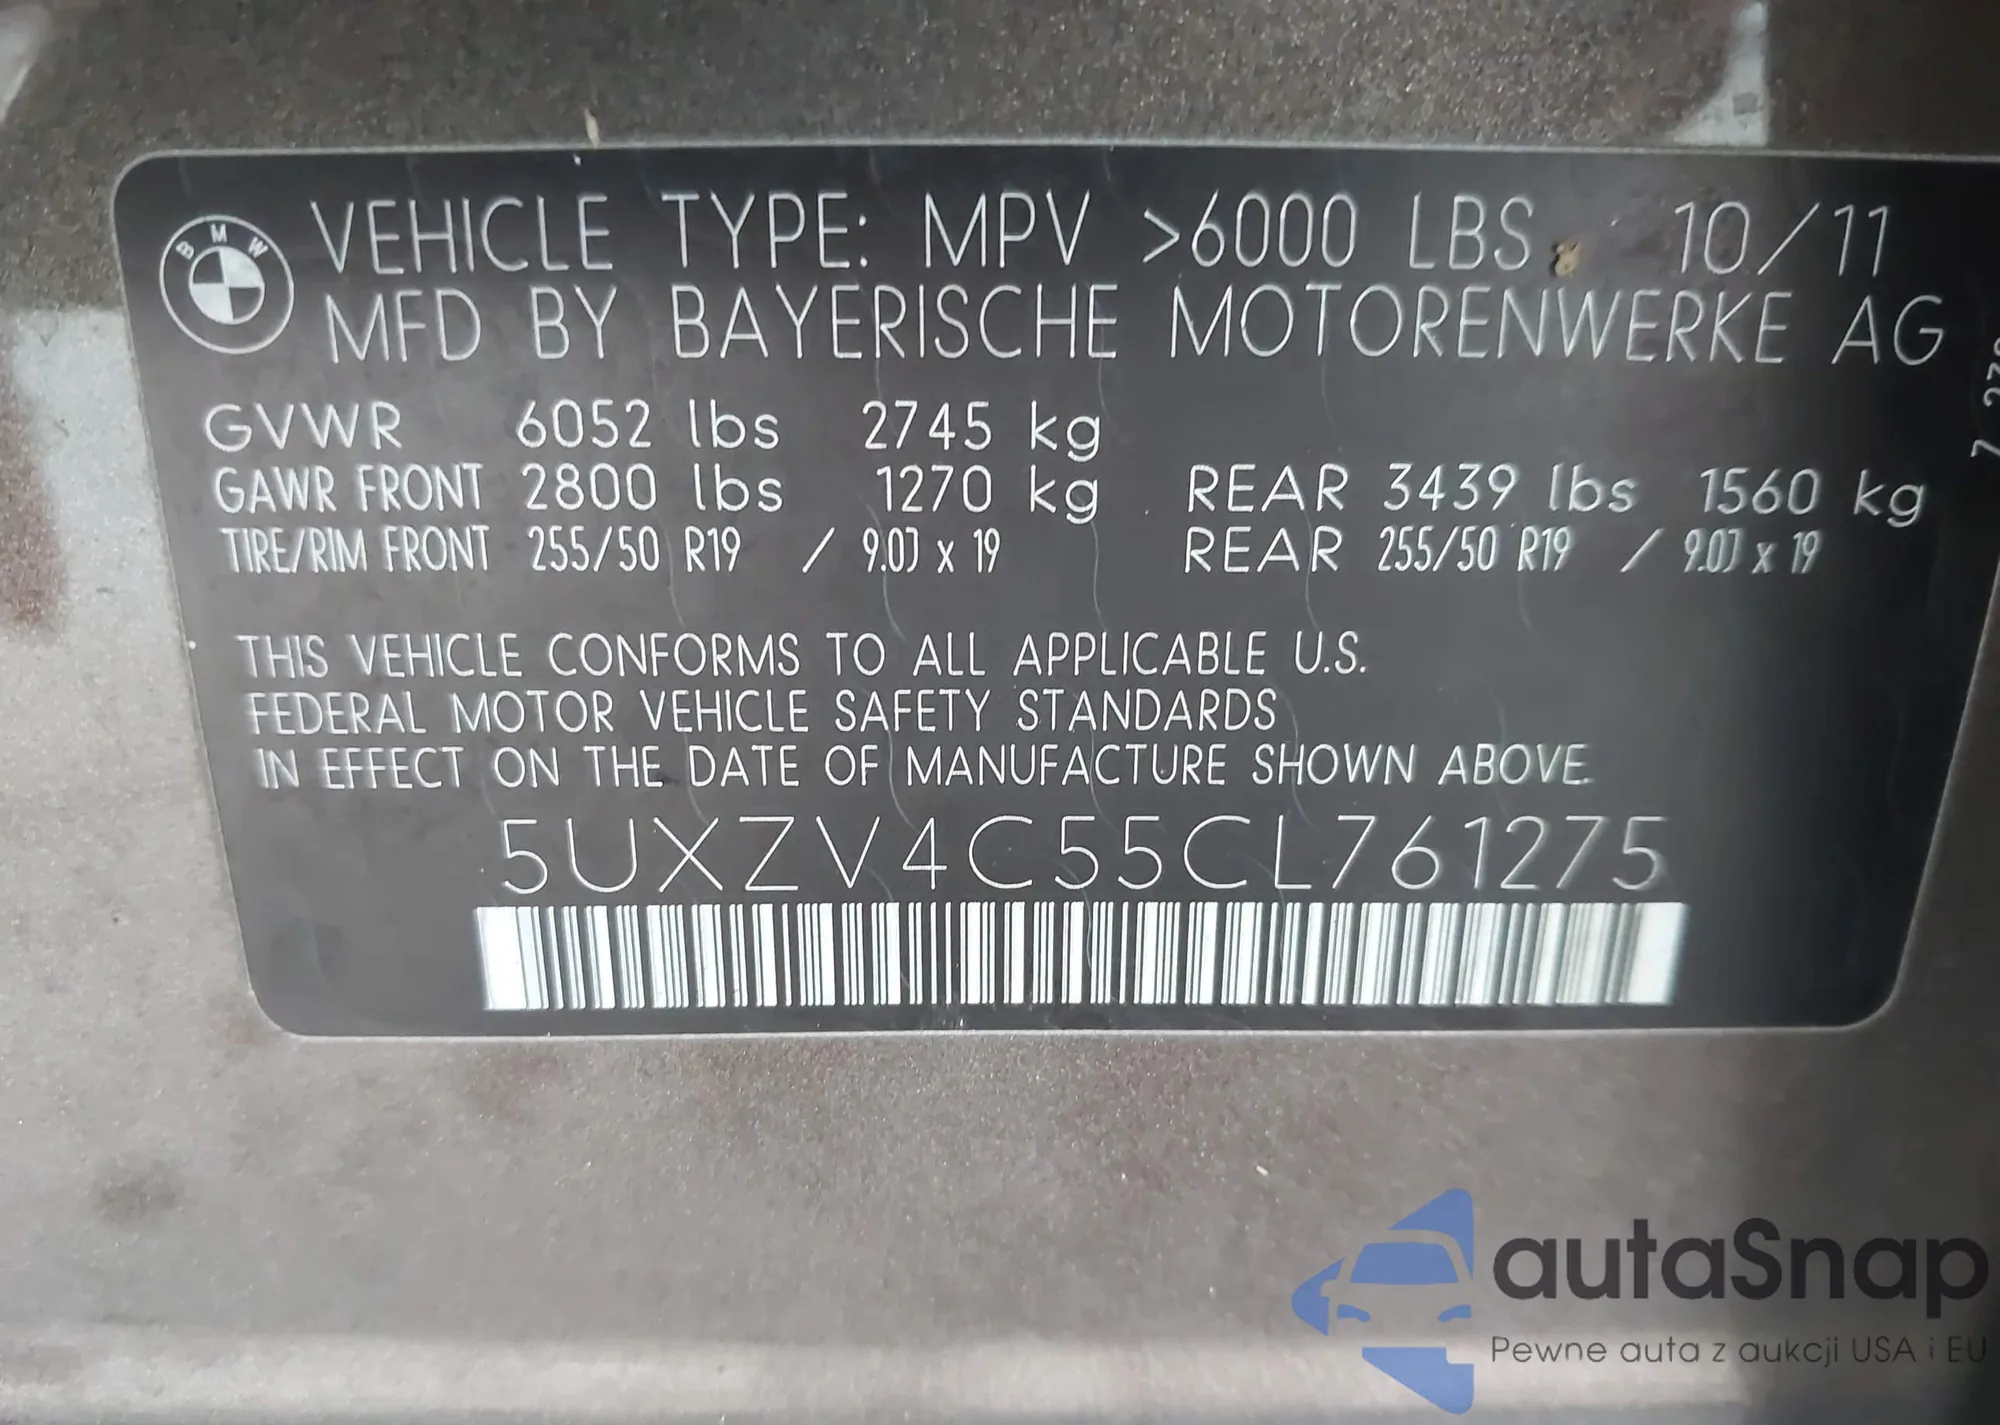 BMW
VEHICLE TYPE: MPV >6000 LBS 10/11
MFD BY BAYERISCHE MOTORENWERKE AG
GVWR 6052 lbs 2745 kg
GAWR FRONT 2800 lbs 1270 kg REAR 3439 lbs 1560 kg
TIRE/RIM FRONT 255/50 R19 / 9.0J x 19 REAR 255/50 R19 / 9.0J x 19
THIS VEHICLE CONFORMS TO ALL APPLICABLE U.S.
FEDERAL MOTOR VEHICLE SAFETY STANDARDS
IN EFFECT ON THE DATE OF MANUFACTURE SHOWN ABOVE.
5UXZV4C55CL761275
autaSnap
Pewne auta z aukcji USA i EU